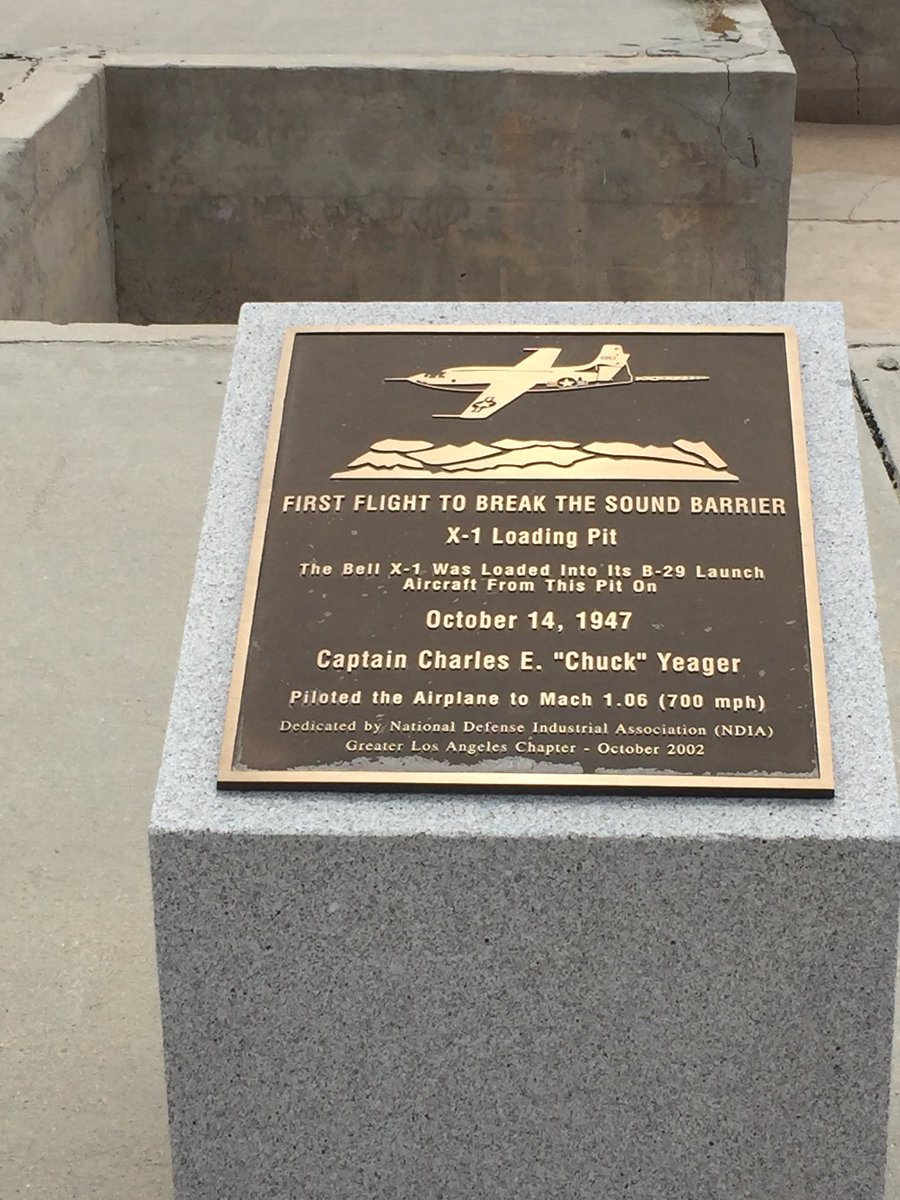 FIRST FLIGHT TO BREAK THE SOUND BARRIER
X-1 Loading Pit
The Bell X-1 Was Loaded Into Its B-29 Launch
Aircraft From This Pit On
October 14, 1947
Captain Charles E. "Chuck" Yeager
Piloted the Airplane to Mach 1.06 (700 mph)
Dedicated by National Defense Industrial Association (NDIA)
Greater Los Angeles Chapter - October 2002